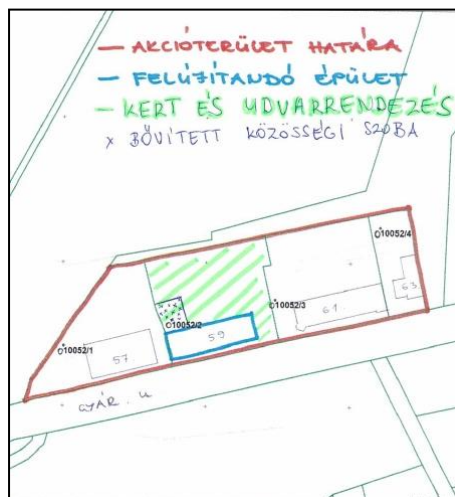 — AKCIÓTERÜLET HATÁRA
— FELÚJÍTANDÓ ÉPÜLET
— KERT ÉS UDVARRENDEZÉS
x BŐVÍTETT KÖZÖSSÉGI SZOBA
10052/4
63
10052/3
61
10052/2
59
10052/1
57
GYÁR. U